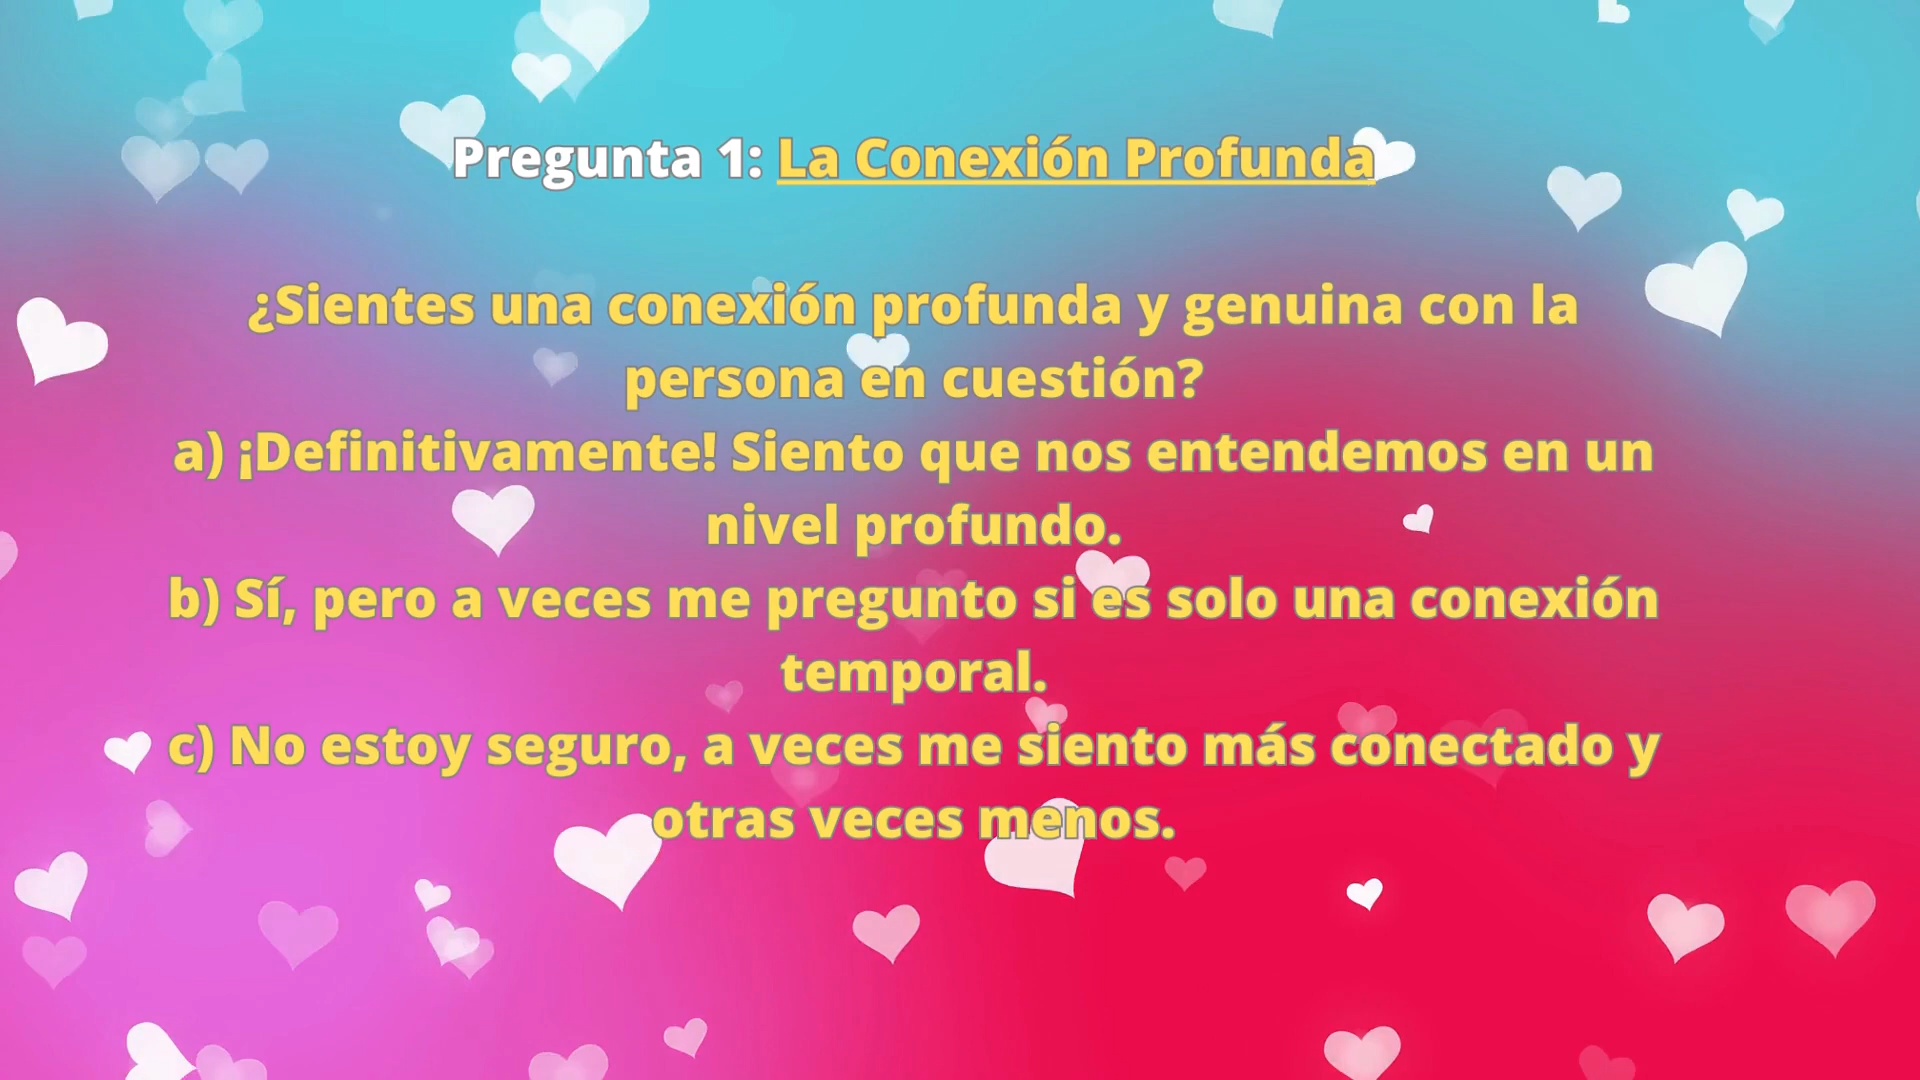 Pregunta 1: La Conexión Profunda
¿Sientes una conexión profunda y genuina con la
persona en cuestión?
a) ¡Definitivamente! Siento que nos entendemos en un
nivel profundo.
b) Sí, pero a veces me pregunto si es solo una conexión
temporal.
c) No estoy seguro, a veces me siento más conectado y
otras veces menos.